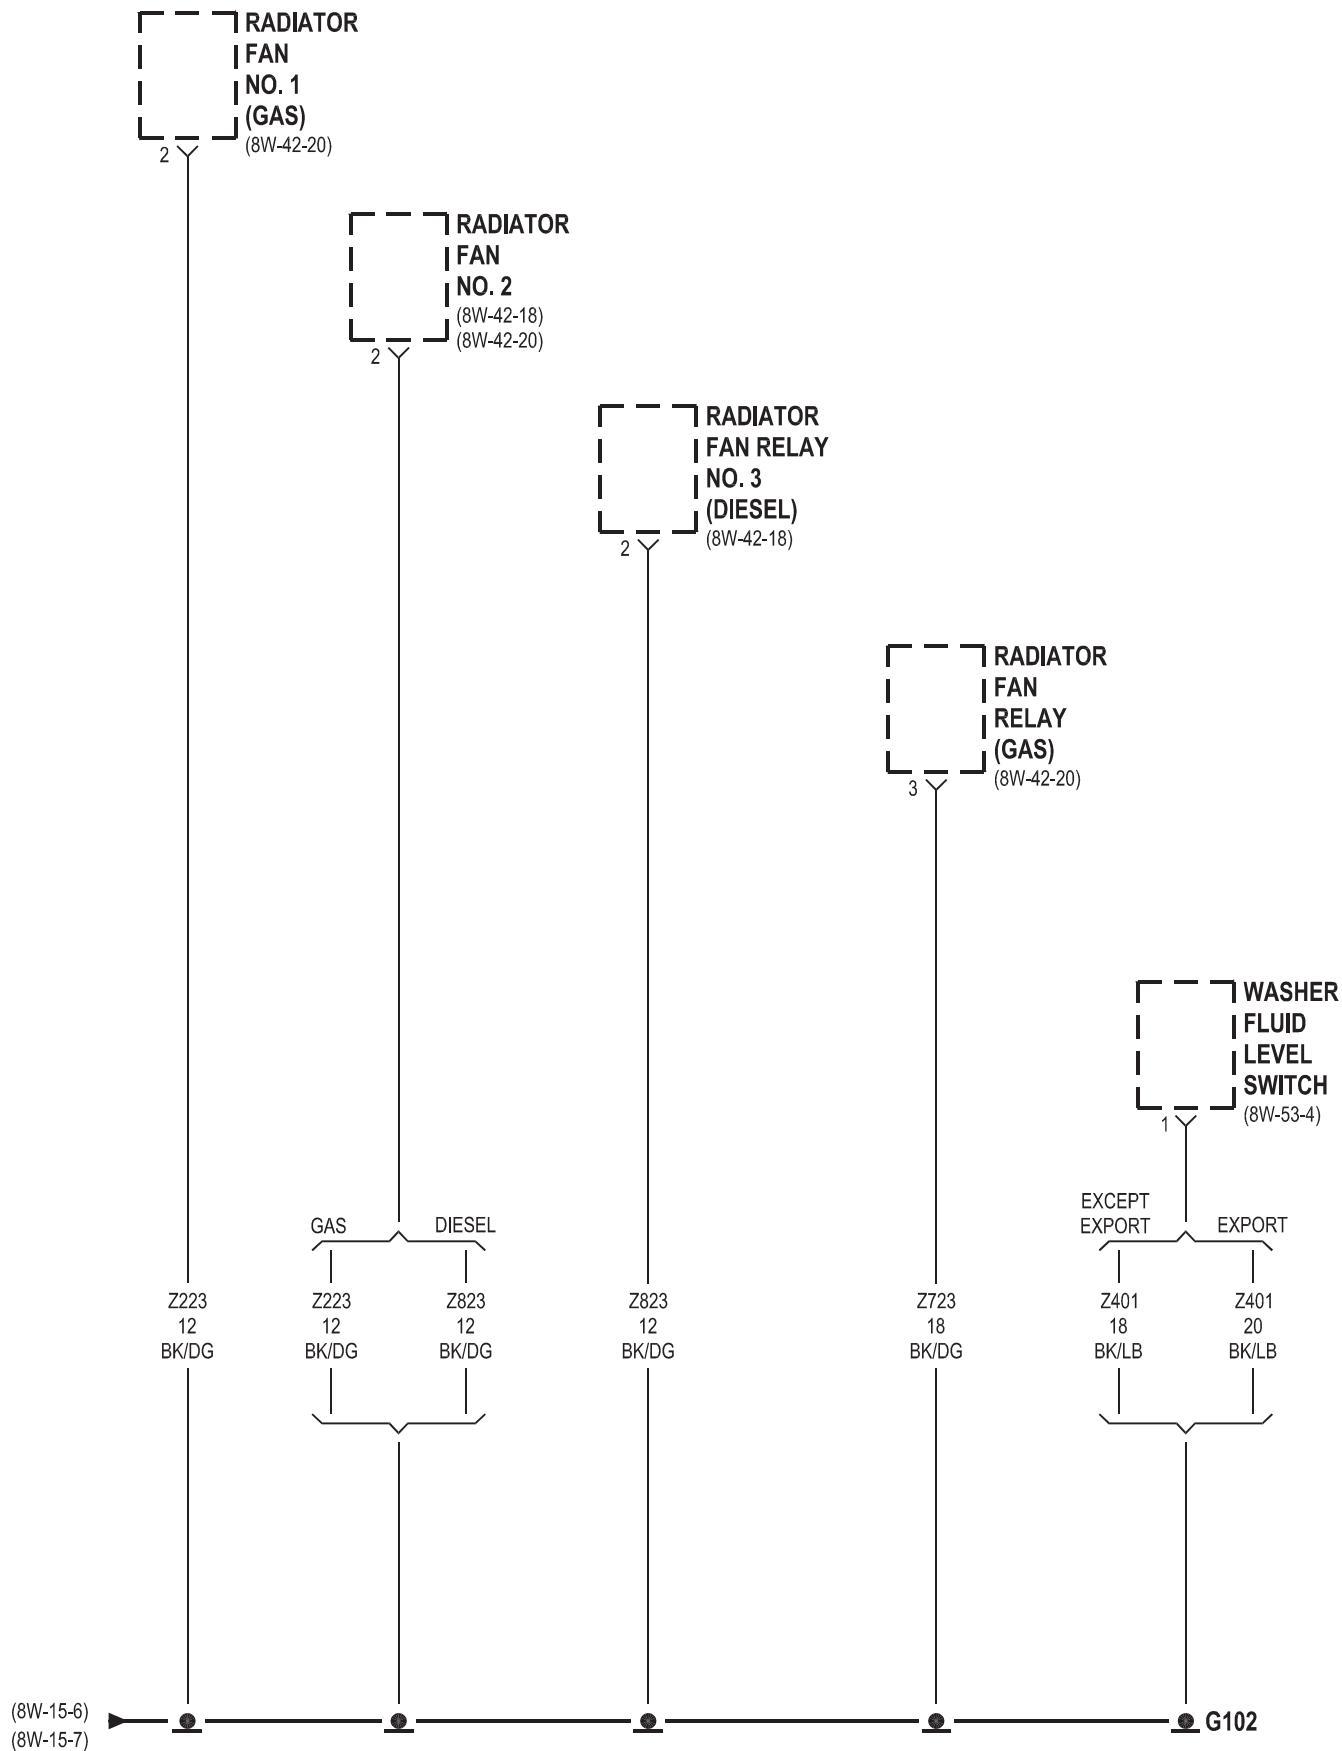 RADIATOR
FAN
NO. 1
(GAS)
(8W-42-20)
2
RADIATOR
FAN
NO. 2
(8W-42-18)
(8W-42-20)
2
RADIATOR
FAN RELAY
NO. 3
(DIESEL)
(8W-42-18)
2
RADIATOR
FAN
RELAY
(GAS)
(8W-42-20)
3
WASHER
FLUID
LEVEL
SWITCH
(8W-53-4)
1
GAS
DIESEL
EXCEPT
EXPORT
EXPORT
Z223
12
BK/DG
Z223
12
BK/DG
Z823
12
BK/DG
Z823
12
BK/DG
Z723
18
BK/DG
Z401
18
BK/LB
Z401
20
BK/LB
(8W-15-6)
(8W-15-7)
G102